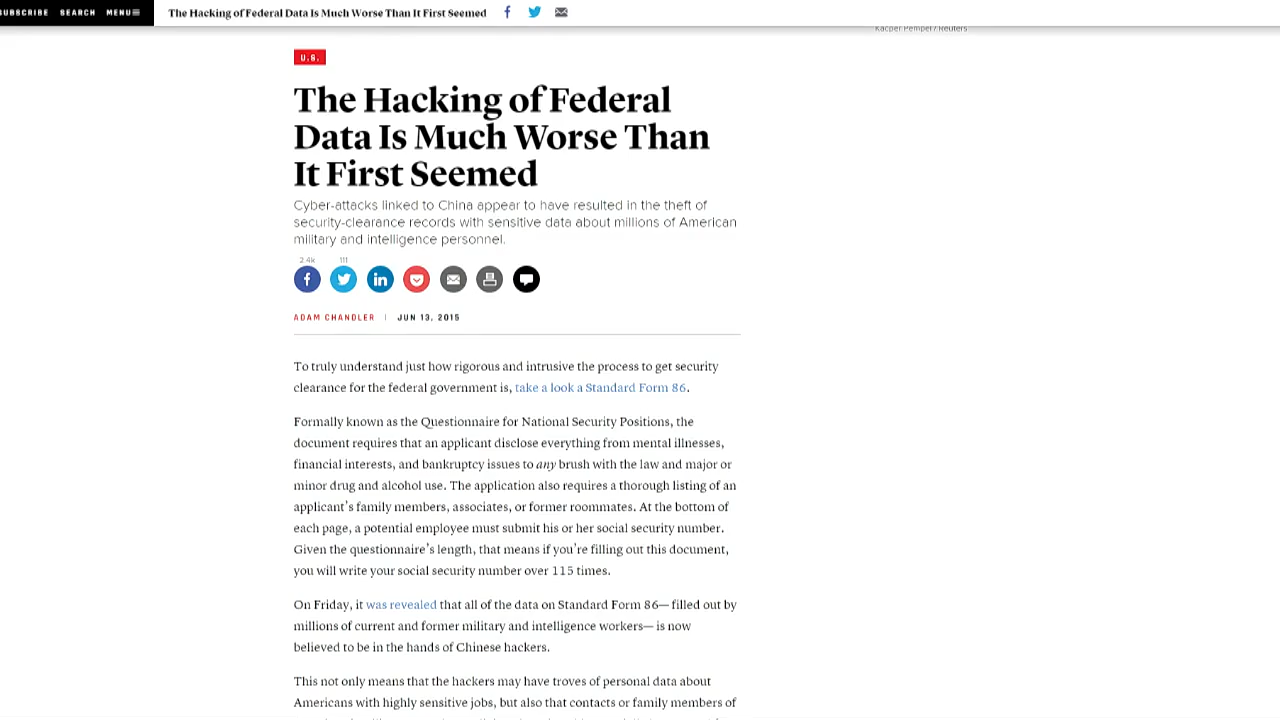 SUBSCRIBE SEARCH MENU
The Hacking of Federal Data Is Much Worse Than It First Seemed
Kacper Pempel / Reuters
U.S.
The Hacking of Federal
Data Is Much Worse Than
It First Seemed
Cyber-attacks linked to China appear to have resulted in the theft of
security-clearance records with sensitive data about millions of American
military and intelligence personnel.
2.4k 111
ADAM CHANDLER | JUN 13, 2015
To truly understand just how rigorous and intrusive the process to get security
clearance for the federal government is, take a look a Standard Form 86.
Formally known as the Questionnaire for National Security Positions, the
document requires that an applicant disclose everything from mental illnesses,
financial interests, and bankruptcy issues to any brush with the law and major or
minor drug and alcohol use. The application also requires a thorough listing of an
applicant's family members, associates, or former roommates. At the bottom of
each page, a potential employee must submit his or her social security number.
Given the questionnaire's length, that means if you're filling out this document,
you will write your social security number over 115 times.
On Friday, it was revealed that all of the data on Standard Form 86— filled out by
millions of current and former military and intelligence workers— is now
believed to be in the hands of Chinese hackers.
This not only means that the hackers may have troves of personal data about
Americans with highly sensitive jobs, but also that contacts or family members of